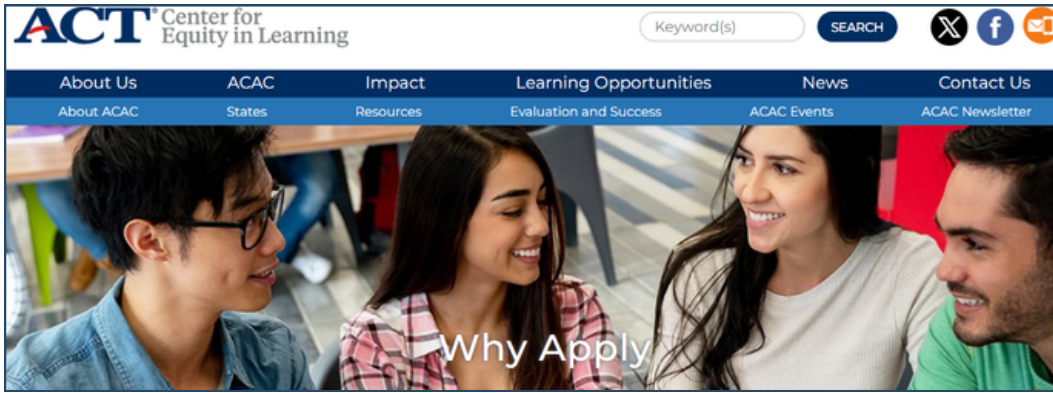 ACT® Center for
Equity in Learning
Keyword(s)
SEARCH
About Us ACAC Impact Learning Opportunities News Contact Us
About ACAC States Resources Evaluation and Success ACAC Events ACAC Newsletter
Why Apply